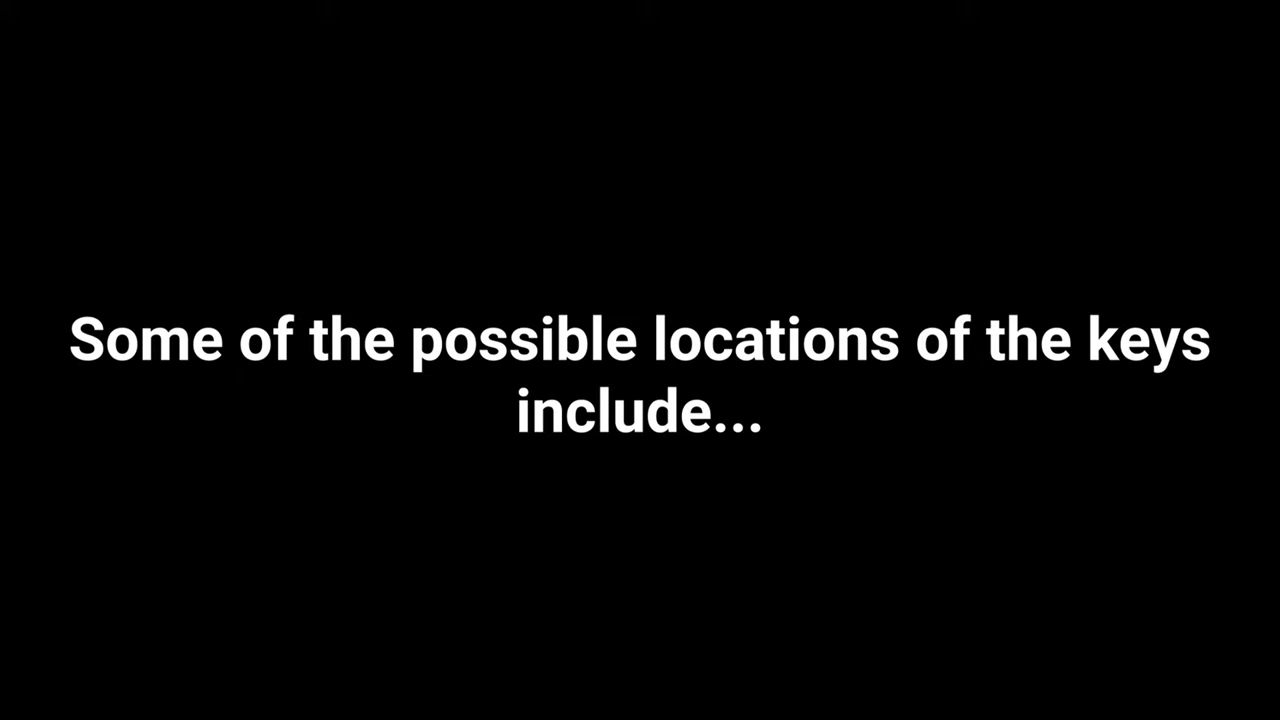 Some of the possible locations of the keys
include...